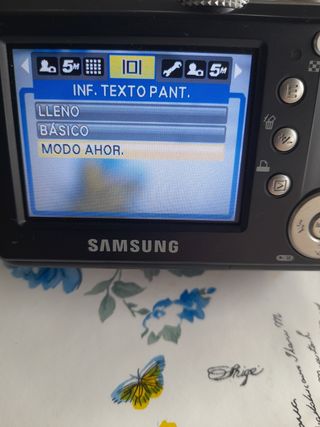 5M 5M
INF. TEXTO PANT.
LLENO
BÁSICO
MODO AHOR.
SAMSUNG